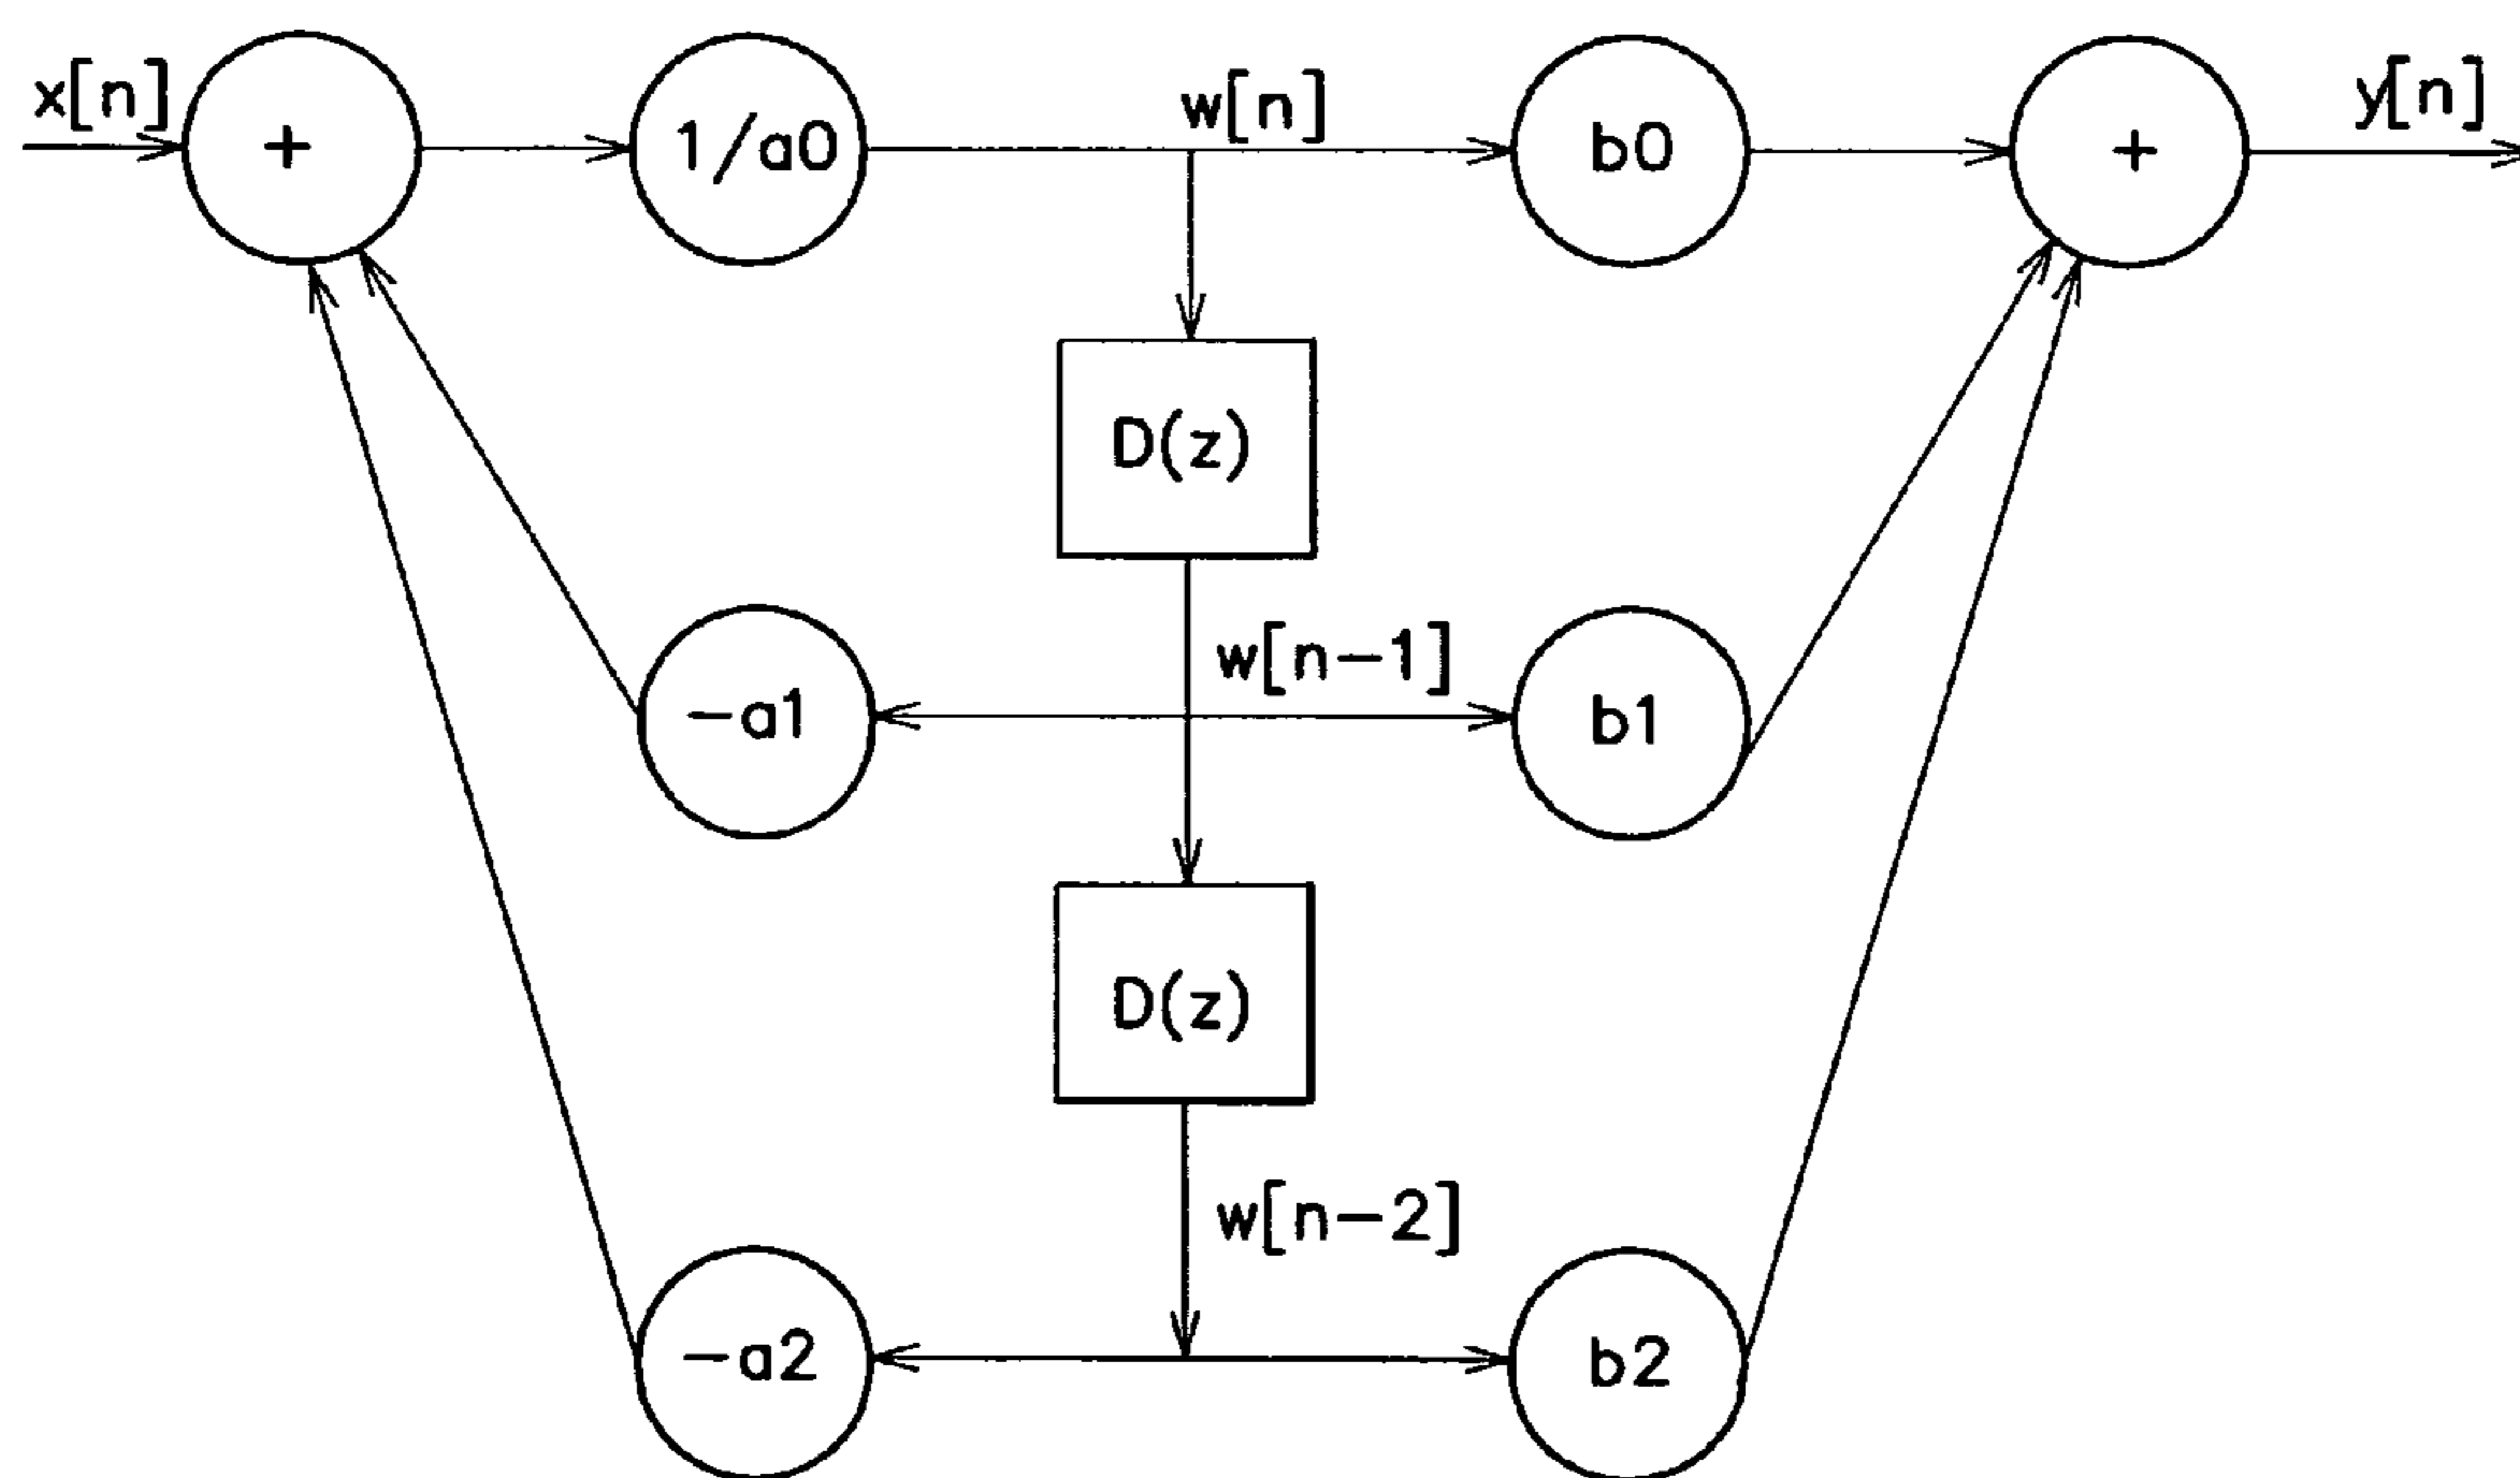 x[n]
+
1/a0
w[n]
b0
+
y[n]
D(z)
w[n-1]
-a1
b1
D(z)
w[n-2]
-a2
b2